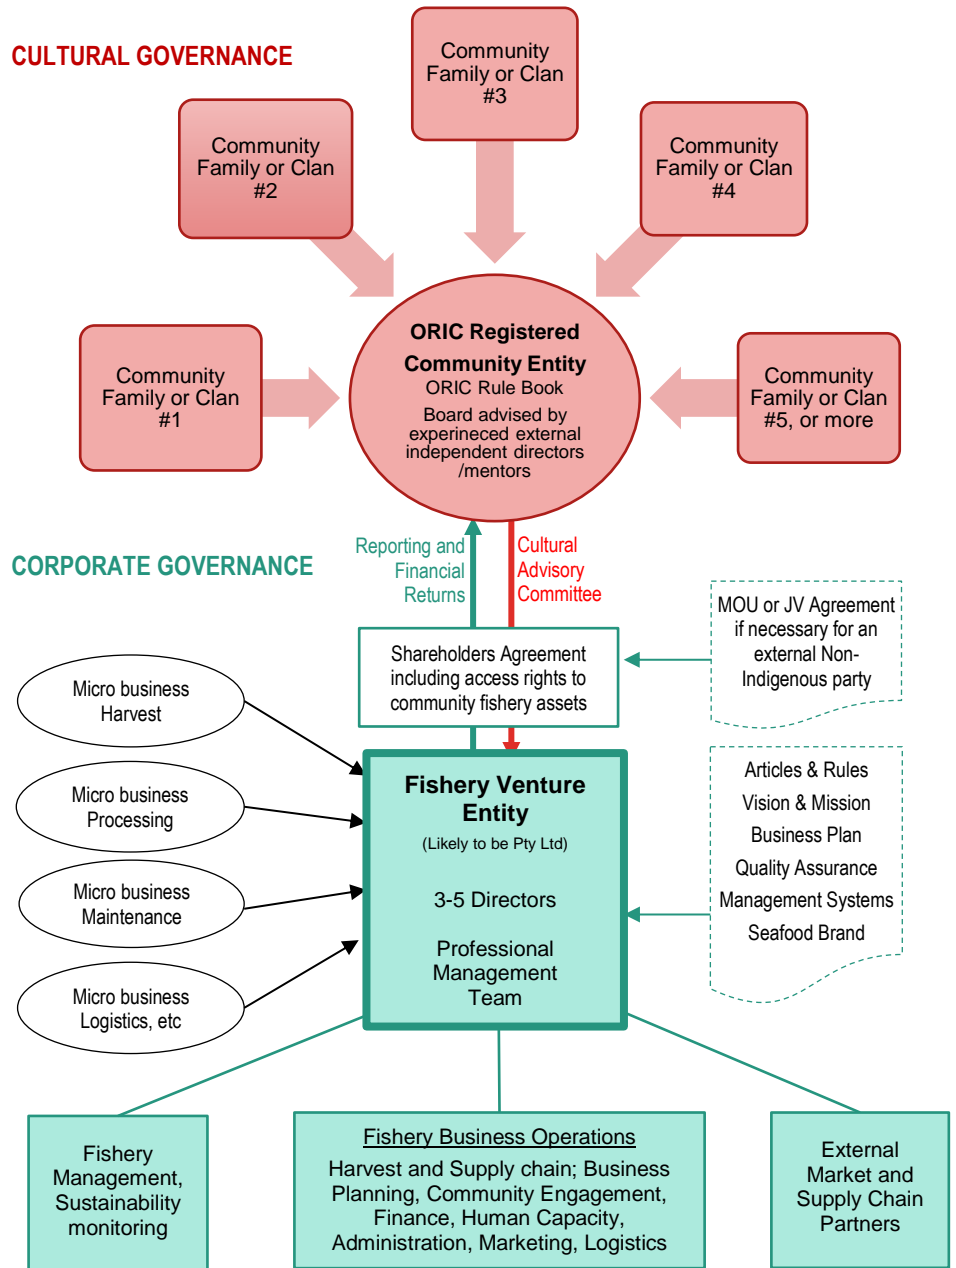 CULTURAL GOVERNANCE
Community
Family or Clan
#3
Community
Family or Clan
#2
Community
Family or Clan
#4
Community
Family or Clan
#1
ORIC Registered
Community Entity
ORIC Rule Book
Board advised by
experineced external
independent directors
/mentors
Community
Family or Clan
#5, or more
CORPORATE GOVERNANCE
Reporting and
Financial
Returns
Cultural
Advisory
Committee
Shareholders Agreement
including access rights to
community fishery assets
MOU or JV Agreement
if necessary for an
external Non-
Indigenous party
Micro business
Harvest
Micro business
Processing
Micro business
Maintenance
Micro business
Logistics, etc
Fishery Venture
Entity
(Likely to be Pty Ltd)
3-5 Directors
Professional
Management
Team
Articles & Rules
Vision & Mission
Business Plan
Quality Assurance
Management Systems
Seafood Brand
Fishery
Management,
Sustainability
monitoring
Fishery Business Operations
Harvest and Supply chain; Business
Planning, Community Engagement,
Finance, Human Capacity,
Administration, Marketing, Logistics
External
Market and
Supply Chain
Partners